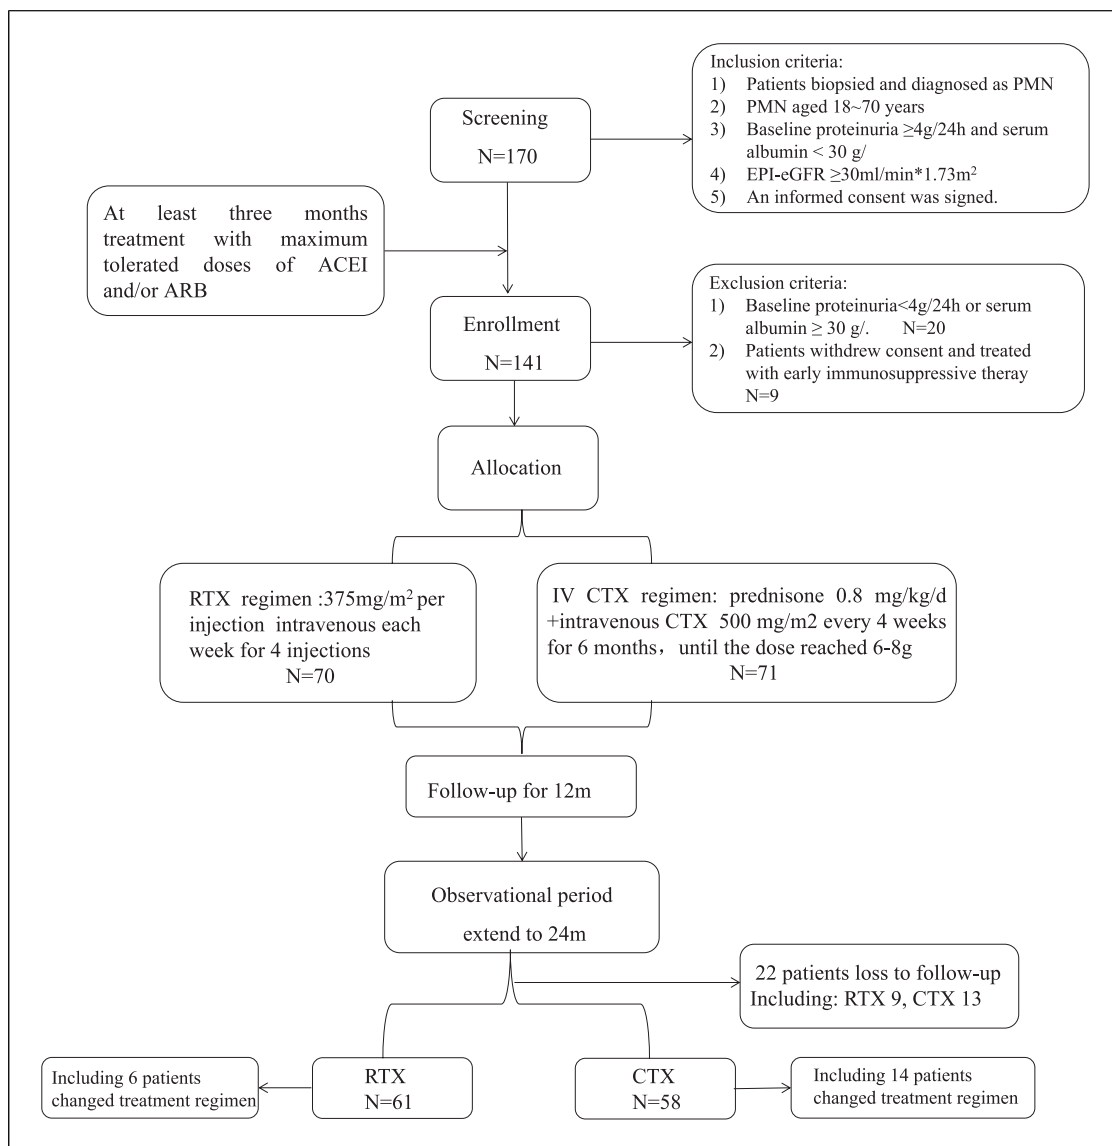 Screening
N=170
Inclusion criteria:
1) Patients biopsied and diagnosed as PMN
2) PMN aged 18~70 years
3) Baseline proteinuria ≥4g/24h and serum
albumin < 30 g/
4) EPI-eGFR ≥30ml/min*1.73m²
5) An informed consent was signed.
At least three months
treatment with maximum
tolerated doses of ACEI
and/or ARB
Enrollment
N=141
Exclusion criteria:
1) Baseline proteinuria<4g/24h or serum
albumin ≥ 30 g/. N=20
2) Patients withdrew consent and treated
with early immunosuppressive theray
N=9
Allocation
RTX regimen :375mg/m² per
injection intravenous each
week for 4 injections
N=70
IV CTX regimen: prednisone 0.8 mg/kg/d
+intravenous CTX 500 mg/m2 every 4 weeks
for 6 months，until the dose reached 6-8g
N=71
Follow-up for 12m
Observational period
extend to 24m
22 patients loss to follow-up
Including: RTX 9, CTX 13
Including 6 patients
changed treatment regimen
RTX
N=61
CTX
N=58
Including 14 patients
changed treatment regimen